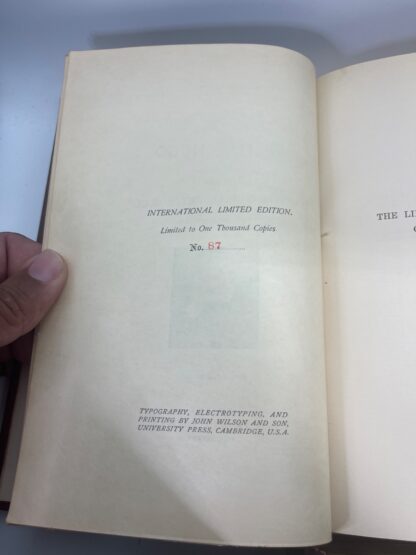 INTERNATIONAL LIMITED EDITION.
Limited to One Thousand Copies
No. 87
TYPOGRAPHY, ELECTROTYPING, AND
PRINTING BY JOHN WILSON AND SON,
UNIVERSITY PRESS, CAMBRIDGE, U.S.A.
THE